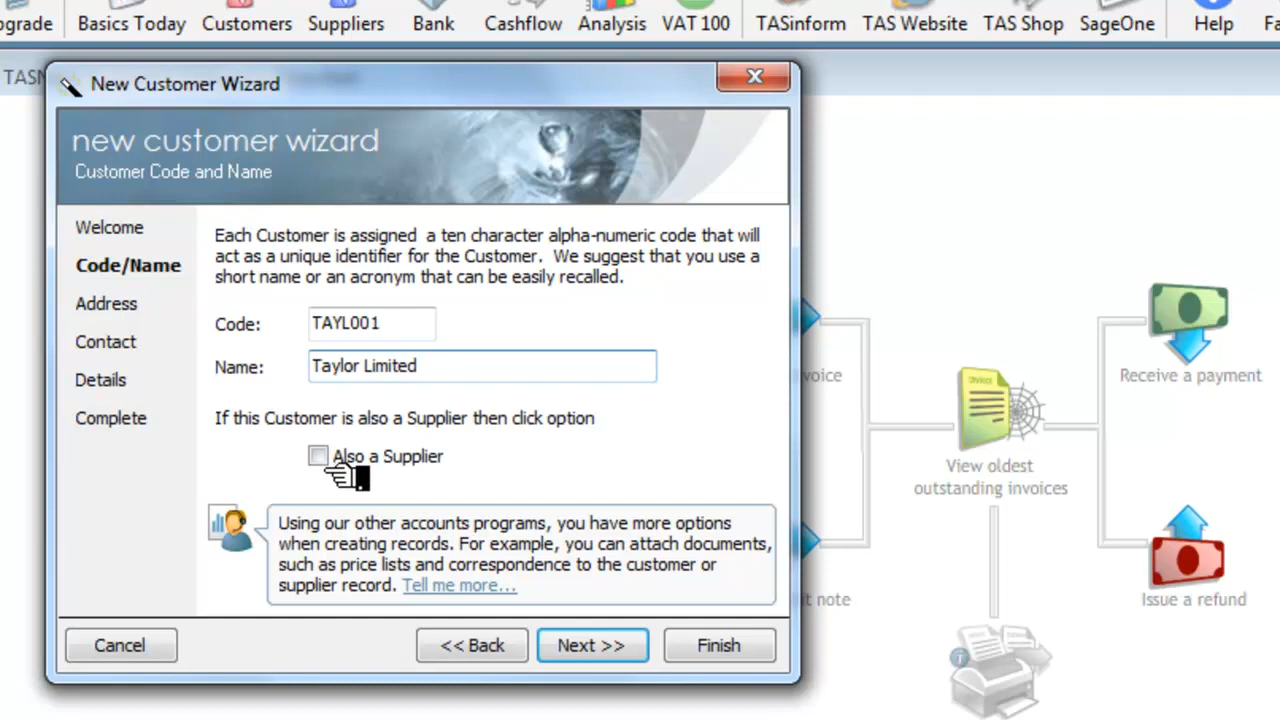 grade Basics Today Customers Suppliers Bank Cashflow Analysis VAT 100 TASinform TAS Website TAS Shop SageOne Help Fa
TASN
New Customer Wizard
new customer wizard
Customer Code and Name
Welcome
Code/Name
Address
Contact
Details
Complete
Each Customer is assigned a ten character alpha-numeric code that will
act as a unique identifier for the Customer. We suggest that you use a
short name or an acronym that can be easily recalled.
Code: TAYL001
Name: Taylor Limited
If this Customer is also a Supplier then click option
Also a Supplier
Using our other accounts programs, you have more options
when creating records. For example, you can attach documents,
such as price lists and correspondence to the customer or
supplier record. Tell me more...
Cancel << Back Next >> Finish
voice
it note
INVOICE
View oldest
outstanding invoices
Receive a payment
Issue a refund